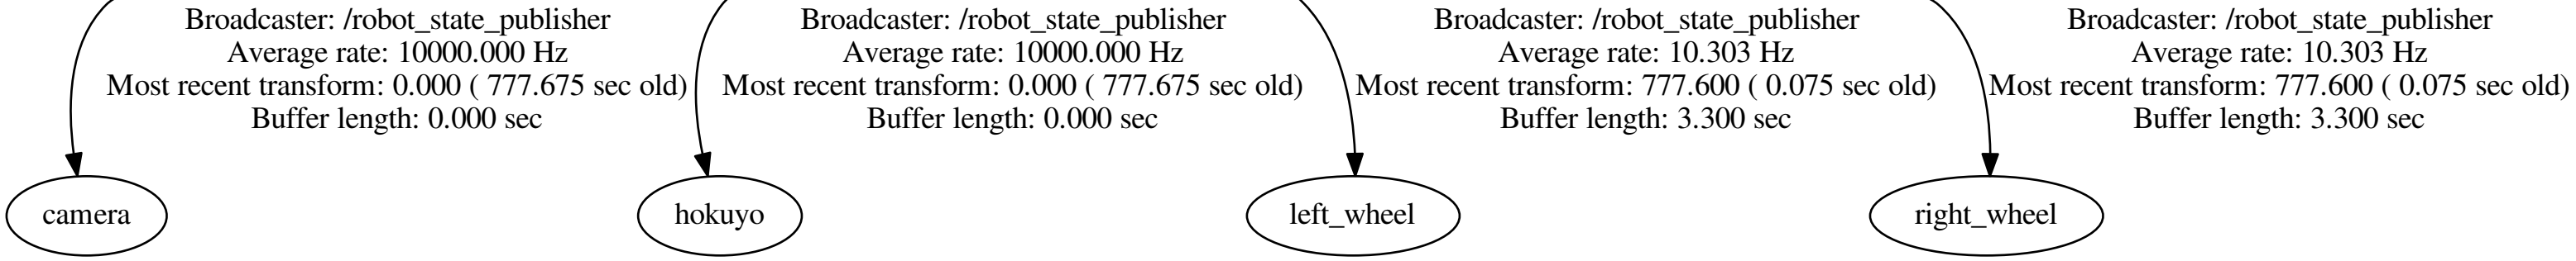 Broadcaster: /robot_state_publisher
Average rate: 10000.000 Hz
Most recent transform: 0.000 ( 777.675 sec old)
Buffer length: 0.000 sec
Broadcaster: /robot_state_publisher
Average rate: 10000.000 Hz
Most recent transform: 0.000 ( 777.675 sec old)
Buffer length: 0.000 sec
Broadcaster: /robot_state_publisher
Average rate: 10.303 Hz
Most recent transform: 777.600 ( 0.075 sec old)
Buffer length: 3.300 sec
Broadcaster: /robot_state_publisher
Average rate: 10.303 Hz
Most recent transform: 777.600 ( 0.075 sec old)
Buffer length: 3.300 sec
camera
hokuyo
left_wheel
right_wheel